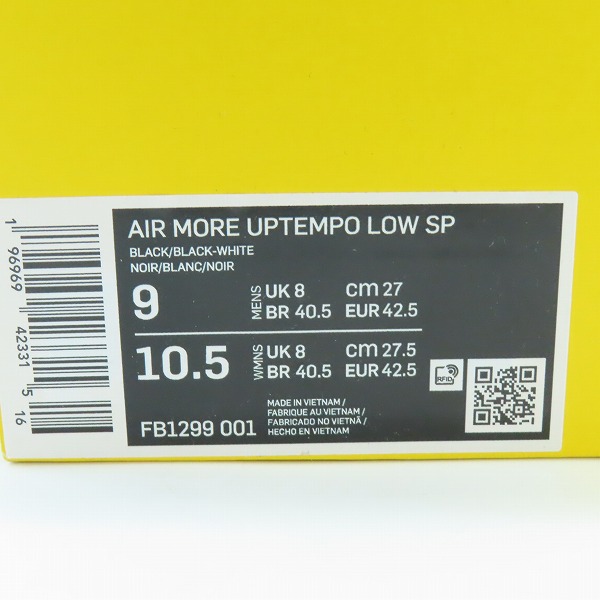 AIR MORE UPTEMPO LOW SP
BLACK/BLACK-WHITE
NOIR/BLANC/NOIR
9 MENS UK 8 CM 27
BR 40.5 EUR 42.5
10.5 WMNS UK 8 CM 27.5
BR 40.5 EUR 42.5
RFID
MADE IN VIETNAM /
FABRIQUE AU VIETNAM /
FABRICADO NO VIETNÃ /
HECHO EN VIETNAM
FB1299 001
1 96969 42331 5 16